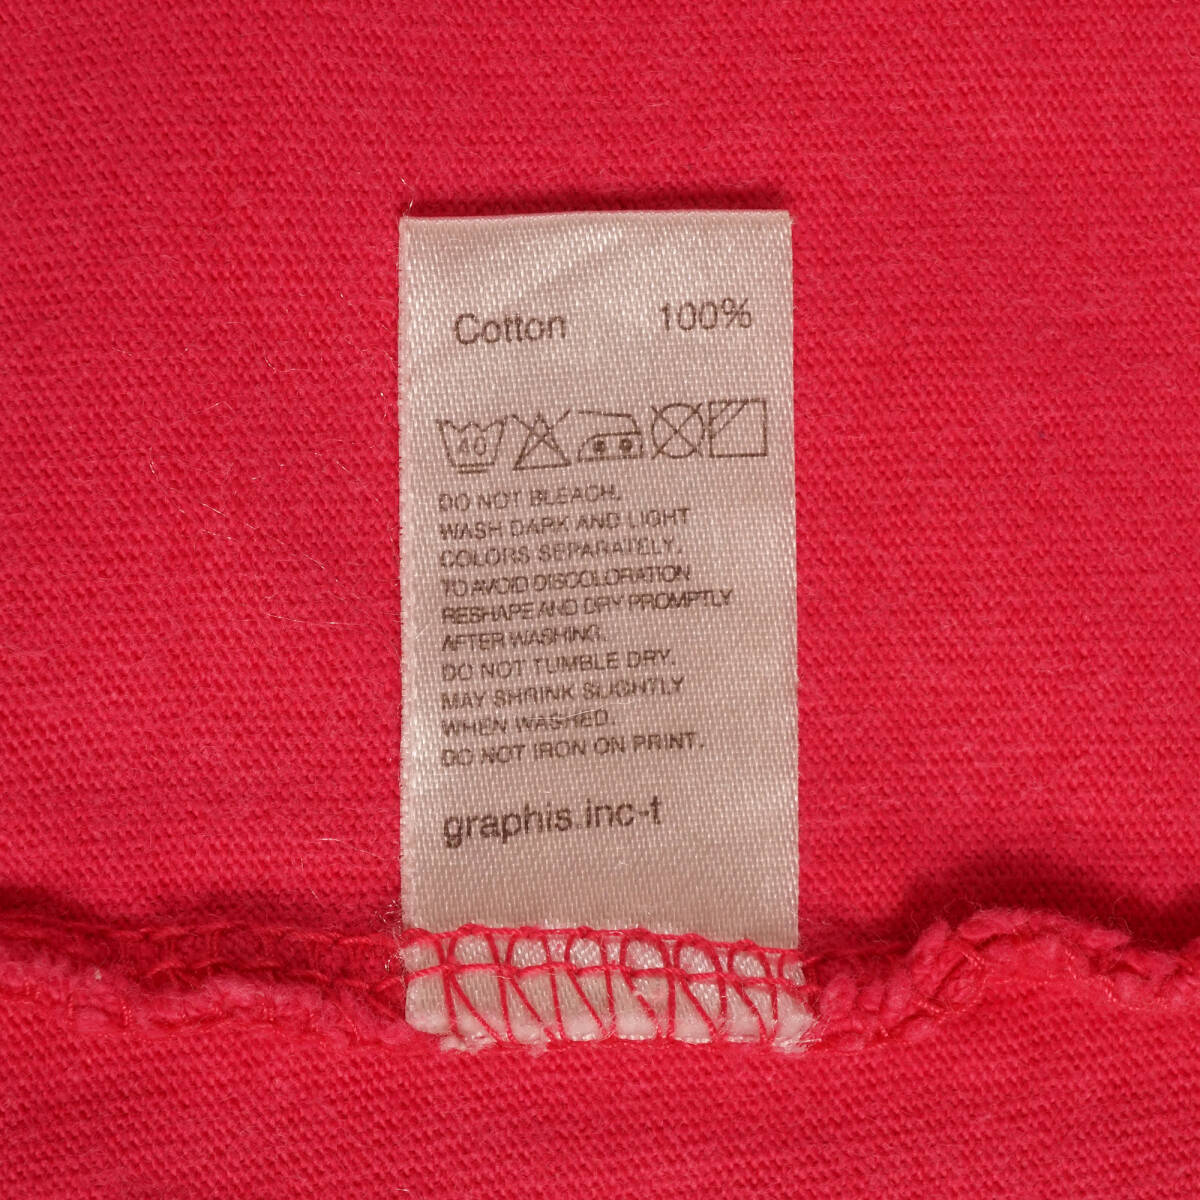 Cotton 100%
40
DO NOT BLEACH.
WASH DARK AND LIGHT
COLORS SEPARATELY.
TO AVOID DISCOLORATION
RESHAPE AND DRY PROMPTLY
AFTER WASHING.
DO NOT TUMBLE DRY.
MAY SHRINK SLIGHTLY
WHEN WASHED.
DO NOT IRON ON PRINT.
graphis.inc-t